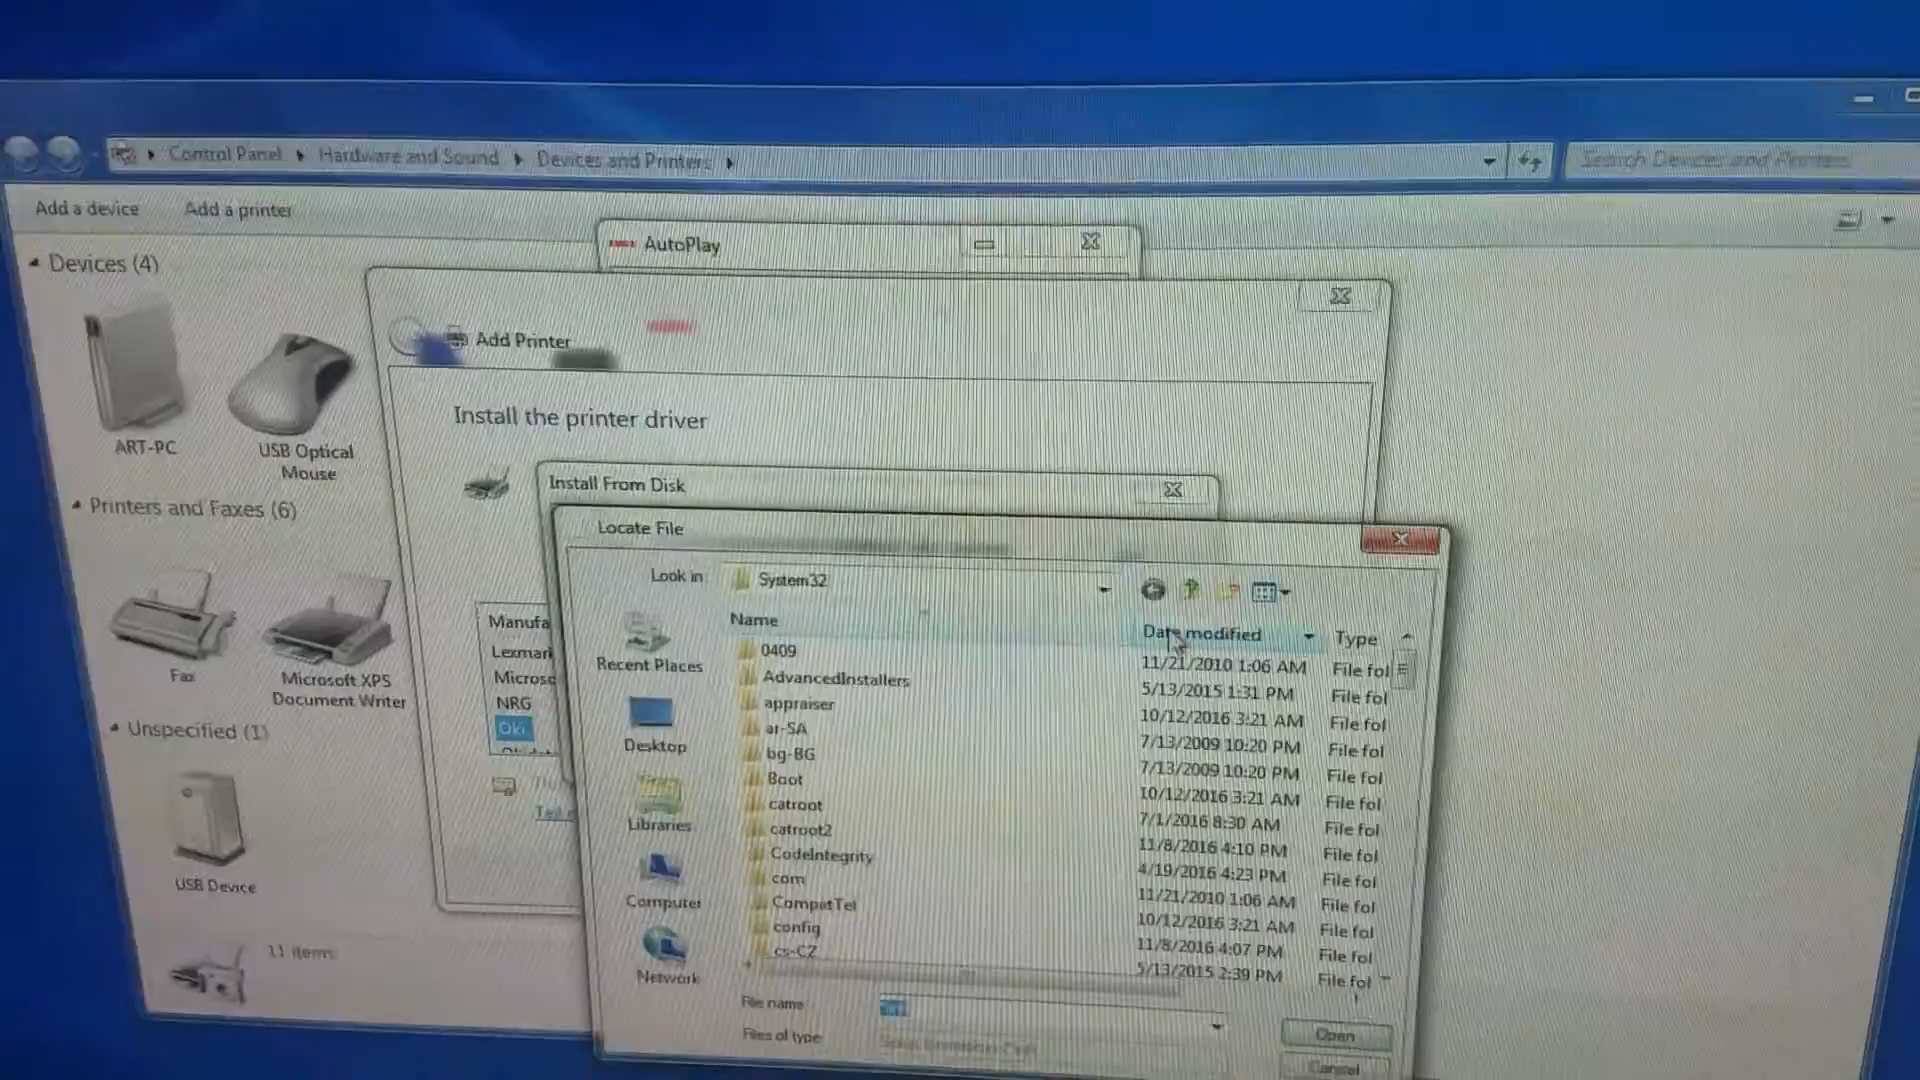 Control Panel ▸ Hardware and Sound ▸ Devices and Printers ▸
Search Devices and Printers
Add a device
Add a printer
AutoPlay
Devices (4)
Add Printer
Install the printer driver
ART-PC
USB Optical
Mouse
Install From Disk
Printers and Faxes (6)
Locate File
Look in:
System32
Manufa
Name
Date modified
Type
Lexmark
Microso
NRG
Oki
Recent Places
Desktop
Libraries
Computer
Network
0409
11/21/2010 1:06 AM
File fol
AdvancedInstallers
5/13/2015 1:31 PM
File fol
appraiser
10/12/2016 3:21 AM
File fol
ar-SA
7/13/2009 10:20 PM
File fol
bg-BG
7/13/2009 10:20 PM
File fol
Boot
10/12/2016 3:21 AM
File fol
catroot
7/1/2016 8:30 AM
File fol
catroot2
11/8/2016 4:10 PM
File fol
CodeIntegrity
4/19/2016 4:23 PM
File fol
com
11/21/2010 1:06 AM
File fol
CompatTel
10/12/2016 3:21 AM
File fol
config
11/8/2016 4:07 PM
File fol
cs-CZ
5/13/2015 2:39 PM
File fol
Fax
Microsoft XPS
Document Writer
Unspecified (1)
USB Device
11 items
File name
Files of type
Open
Cancel